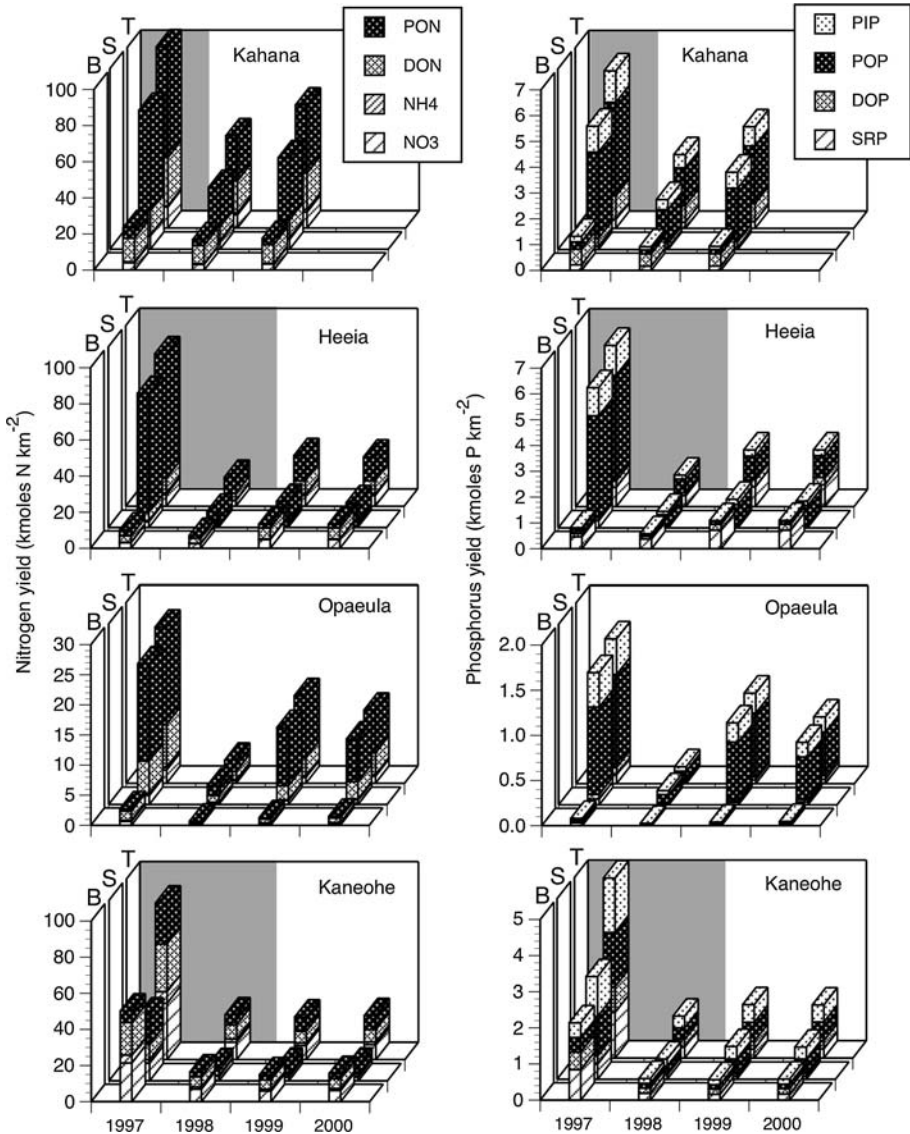 PON
DON
NH4
NO3
Kahana
B S T
100
80
60
40
20
0
PIP
POP
DOP
SRP
Kahana
B S T
7
6
5
4
3
2
1
0
Nitrogen yield (kmoles N km-2)
Heeia
B S T
100
80
60
40
20
0
Phosphorus yield (kmoles P km-2)
Heeia
B S T
7
6
5
4
3
2
1
0
Opaeula
B S T
30
25
20
15
10
5
0
Opaeula
B S T
2.0
1.5
1.0
0.5
0.0
Kaneohe
B S T
100
80
60
40
20
0
1997 1998 1999 2000
Kaneohe
B S T
5
4
3
2
1
0
1997 1998 1999 2000